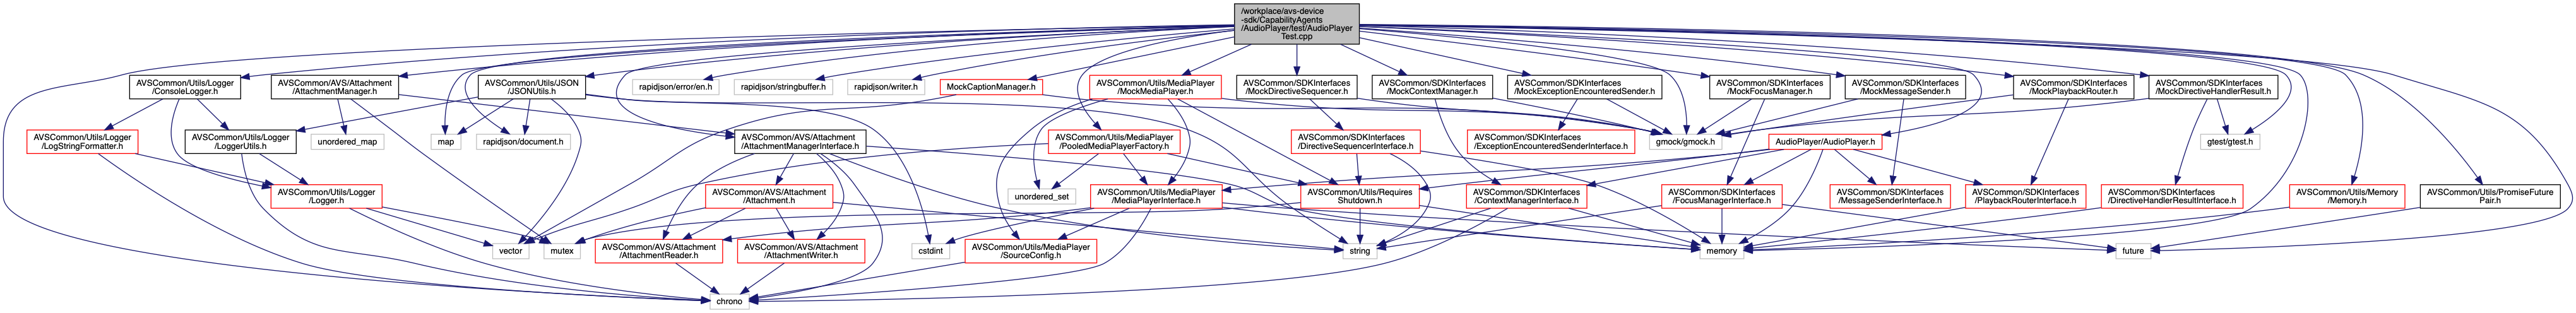 /workplace/avs-device
-sdk/CapabilityAgents
/AudioPlayer/test/AudioPlayer
Test.cpp
AVSCommon/Utils/Logger
/ConsoleLogger.h
AVSCommon/AVS/Attachment
/AttachmentManager.h
AVSCommon/Utils/JSON
/JSONUtils.h
rapidjson/error/en.h
rapidjson/stringbuffer.h
rapidjson/writer.h
MockCaptionManager.h
AVSCommon/Utils/MediaPlayer
/MockMediaPlayer.h
AVSCommon/SDKInterfaces
/MockDirectiveSequencer.h
AVSCommon/SDKInterfaces
/MockContextManager.h
AVSCommon/SDKInterfaces
/MockExceptionEncounteredSender.h
AVSCommon/SDKInterfaces
/MockFocusManager.h
AVSCommon/SDKInterfaces
/MockMessageSender.h
AVSCommon/SDKInterfaces
/MockPlaybackRouter.h
AVSCommon/SDKInterfaces
/MockDirectiveHandlerResult.h
AVSCommon/Utils/Logger
/LogStringFormatter.h
AVSCommon/Utils/Logger
/LoggerUtils.h
unordered_map
map
rapidjson/document.h
AVSCommon/AVS/Attachment
/AttachmentManagerInterface.h
AVSCommon/Utils/MediaPlayer
/PooledMediaPlayerFactory.h
AVSCommon/SDKInterfaces
/DirectiveSequencerInterface.h
AVSCommon/SDKInterfaces
/ExceptionEncounteredSenderInterface.h
gmock/gmock.h
AudioPlayer/AudioPlayer.h
gtest/gtest.h
AVSCommon/Utils/Logger
/Logger.h
AVSCommon/AVS/Attachment
/Attachment.h
unordered_set
AVSCommon/Utils/MediaPlayer
/MediaPlayerInterface.h
AVSCommon/Utils/Requires
Shutdown.h
AVSCommon/SDKInterfaces
/ContextManagerInterface.h
AVSCommon/SDKInterfaces
/FocusManagerInterface.h
AVSCommon/SDKInterfaces
/MessageSenderInterface.h
AVSCommon/SDKInterfaces
/PlaybackRouterInterface.h
AVSCommon/SDKInterfaces
/DirectiveHandlerResultInterface.h
AVSCommon/Utils/Memory
/Memory.h
AVSCommon/Utils/PromiseFuture
Pair.h
vector
mutex
AVSCommon/AVS/Attachment
/AttachmentReader.h
AVSCommon/AVS/Attachment
/AttachmentWriter.h
cstdint
AVSCommon/Utils/MediaPlayer
/SourceConfig.h
string
memory
future
chrono